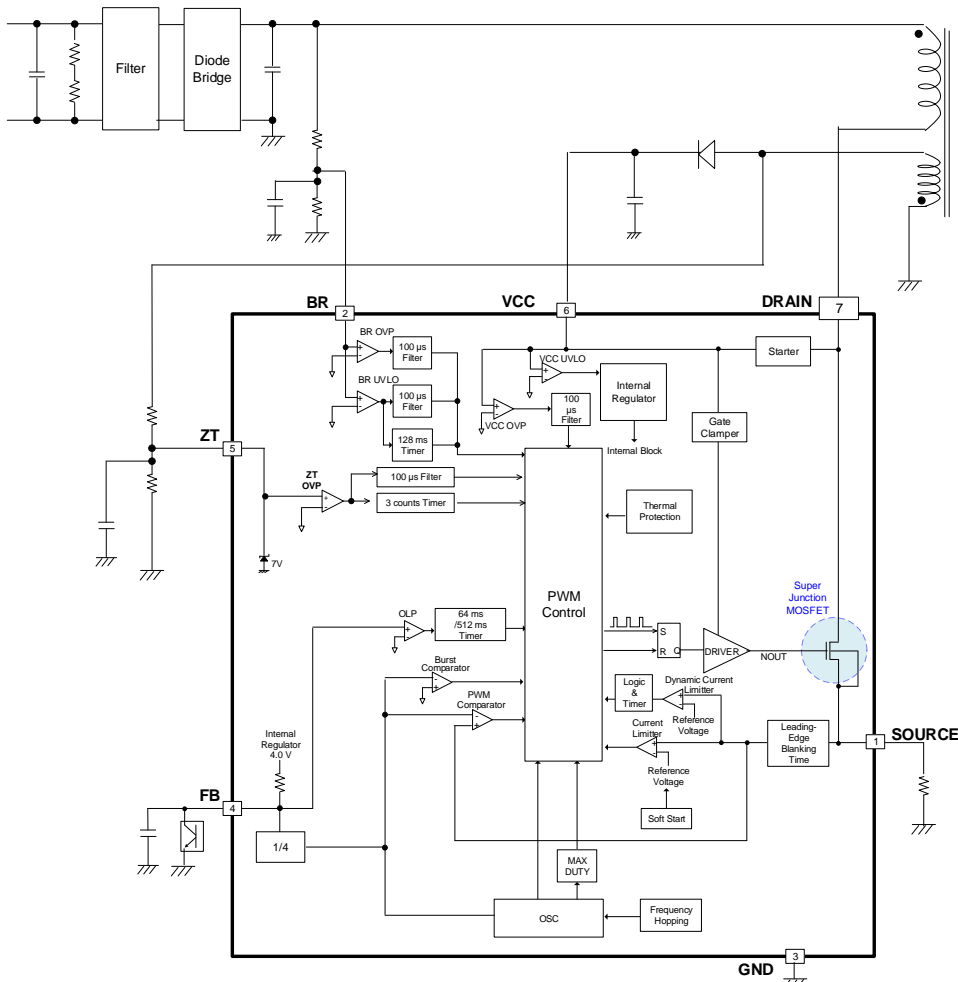 Filter
Diode
Bridge
BR
VCC
DRAIN
2
6
7
BR OVP
100 µs
Filter
VCC UVLO
Starter
BR UVLO
100 µs
Filter
Internal
Regulator
100
µs
Filter
VCC OVP
Gate
Clamper
128 ms
Timer
Internal Block
ZT
5
ZT
OVP
100 µs Filter
3 counts Timer
Thermal
Protection
7V
PWM
Control
Super
Junction
MOSFET
OLP
64 ms
/512 ms
Timer
S
R
Q
DRIVER
NOUT
Burst
Comparator
PWM
Comparator
Logic
&
Timer
Dynamic Current
Limitter
Reference
Voltage
Current
Limitter
Leading-
Edge
Blanking
Time
1
SOURCE
Internal
Regulator
4.0 V
Reference
Voltage
Soft Start
FB
4
1/4
MAX
DUTY
OSC
Frequency
Hopping
3
GND